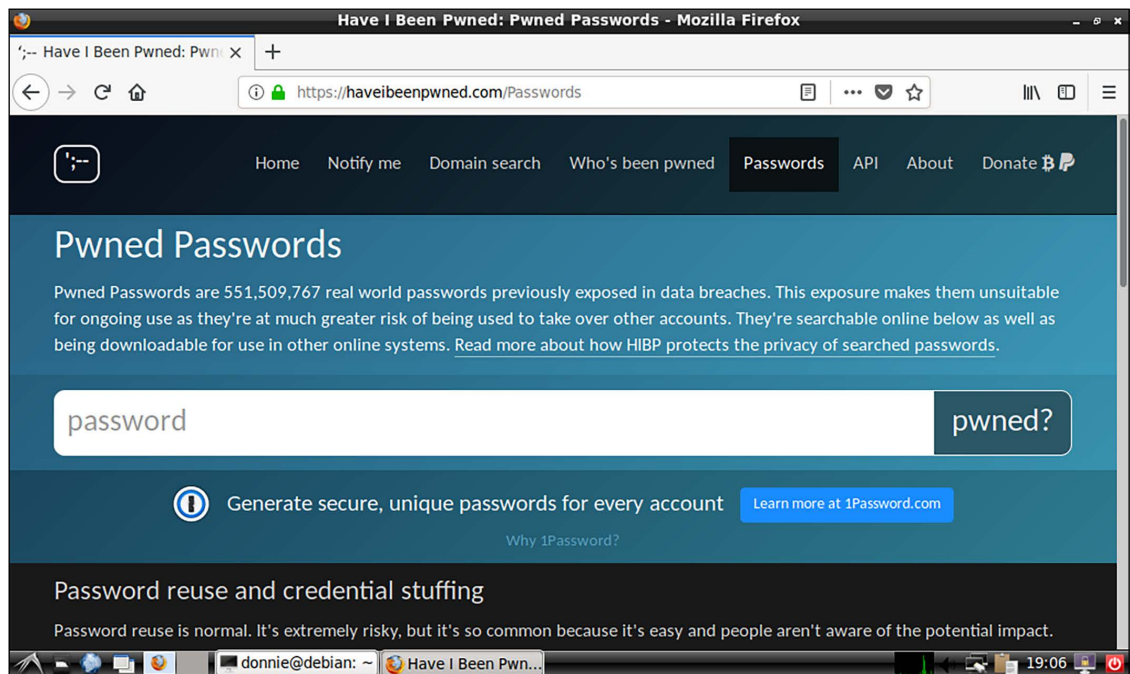 Have I Been Pwned: Pwned Passwords - Mozilla Firefox
';-- Have I Been Pwned: Pwn
https://haveibeenpwned.com/Passwords
';--
Home Notify me Domain search Who's been pwned Passwords API About Donate
Pwned Passwords
Pwned Passwords are 551,509,767 real world passwords previously exposed in data breaches. This exposure makes them unsuitable
for ongoing use as they're at much greater risk of being used to take over other accounts. They're searchable online below as well as
being downloadable for use in other online systems. Read more about how HIBP protects the privacy of searched passwords.
password pwned?
Generate secure, unique passwords for every account Learn more at 1Password.com
Why 1Password?
Password reuse and credential stuffing
Password reuse is normal. It's extremely risky, but it's so common because it's easy and people aren't aware of the potential impact.
donnie@debian: ~ Have I Been Pwn... 19:06